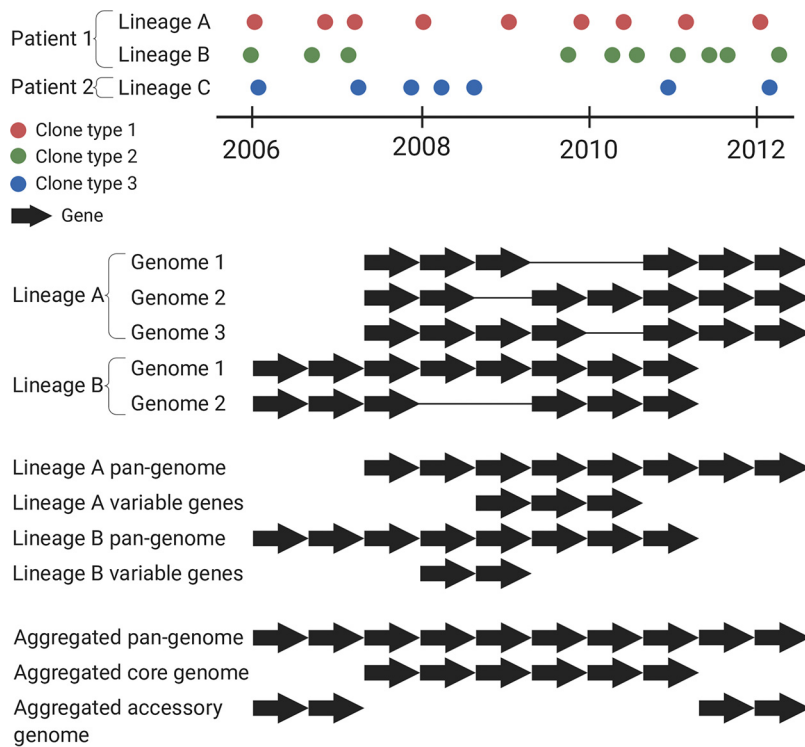 Patient 1
Lineage A
Lineage B
Patient 2
Lineage C
2006 2008 2010 2012
Clone type 1
Clone type 2
Clone type 3
Gene
Lineage A
Genome 1
Genome 2
Genome 3
Lineage B
Genome 1
Genome 2
Lineage A pan-genome
Lineage A variable genes
Lineage B pan-genome
Lineage B variable genes
Aggregated pan-genome
Aggregated core genome
Aggregated accessory
genome